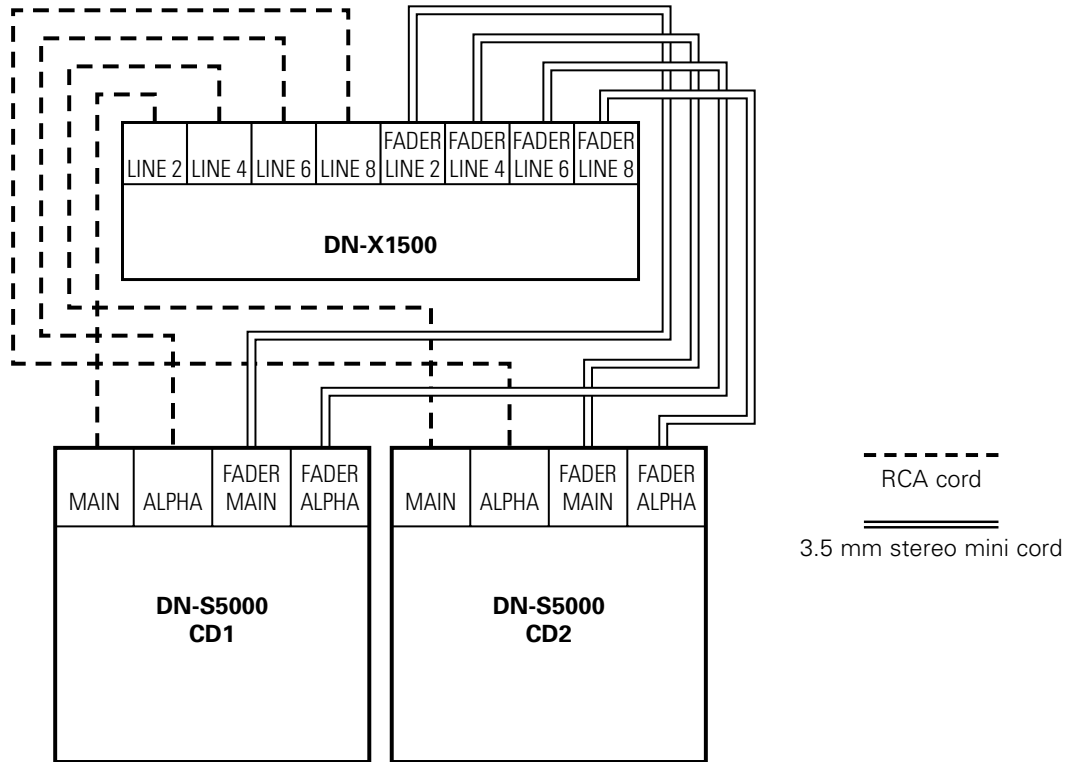 FADER FADER FADER FADER
LINE 2 LINE 4 LINE 6 LINE 8 LINE 2 LINE 4 LINE 6 LINE 8
DN-X1500
MAIN ALPHA FADER MAIN FADER ALPHA
DN-S5000
CD1
MAIN ALPHA FADER MAIN FADER ALPHA
DN-S5000
CD2
RCA cord
3.5 mm stereo mini cord